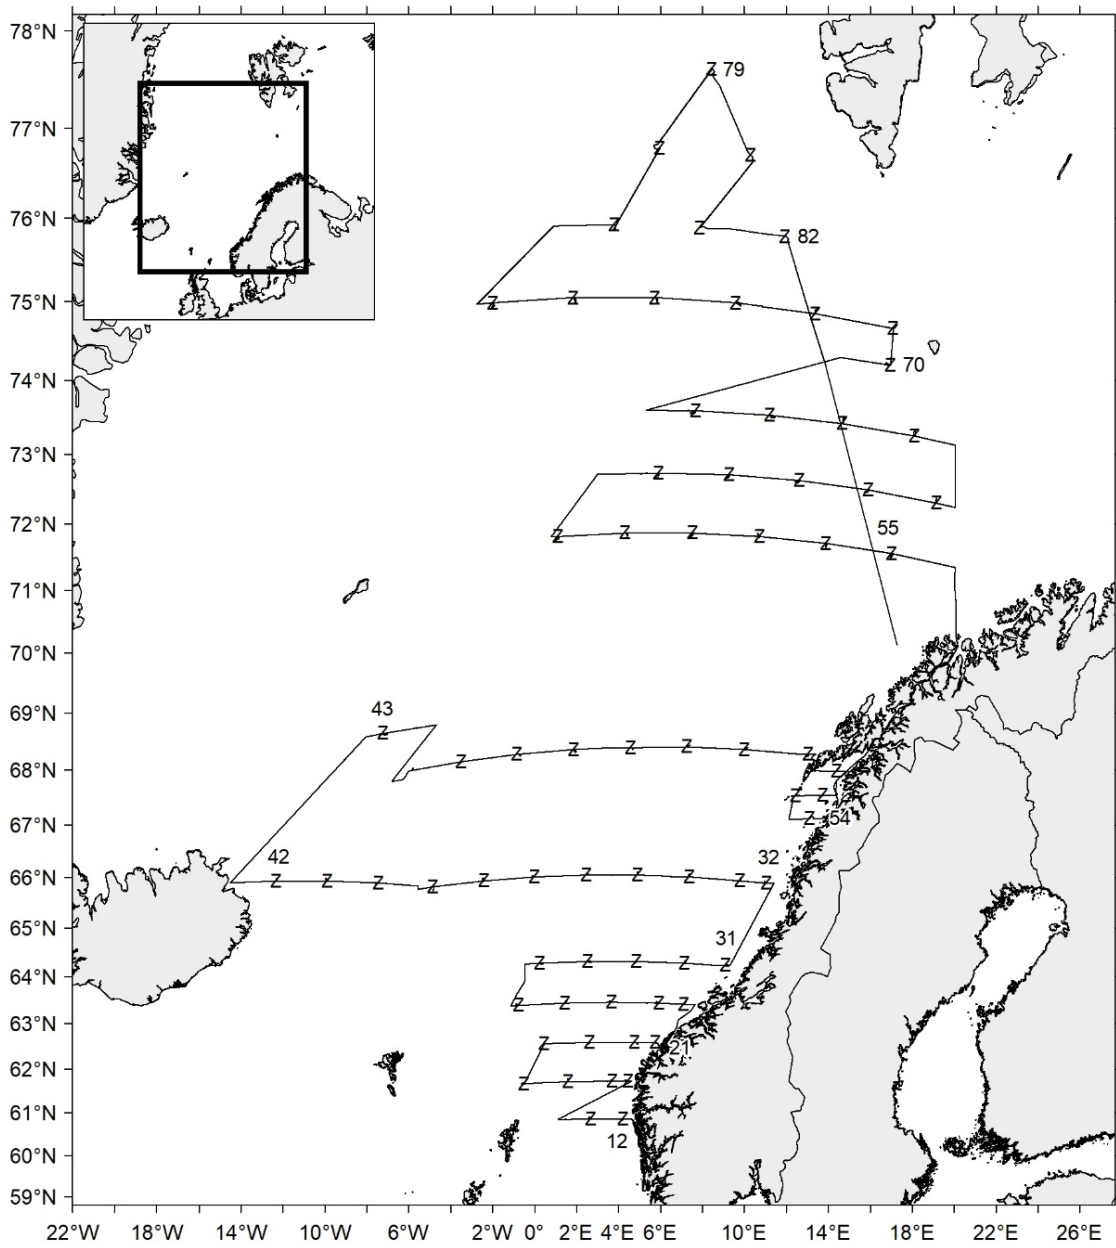 78°N
Z 79
77°N
Z
Z
76°N
Z Z
Z 82
75°N
Z Z Z Z Z Z
Z 70
74°N
Z Z Z Z
73°N
Z Z Z Z Z
72°N
55
Z Z Z Z Z Z
71°N
70°N
69°N
43
Z
Z Z Z Z Z Z Z
68°N
Z
Z Z
67°N
Z 54
42 32
66°N
Z Z Z Z Z Z Z Z Z Z Z
65°N
31
64°N
Z Z Z Z Z
Z Z Z Z Z
63°N
Z Z Z Z 21
62°N
Z Z Z Z
61°N
Z Z
12
60°N
59°N
22°W 18°W 14°W 10°W 6°W 2°W 0° 2°E 4°E 6°E 10°E 14°E 18°E 22°E 26°E